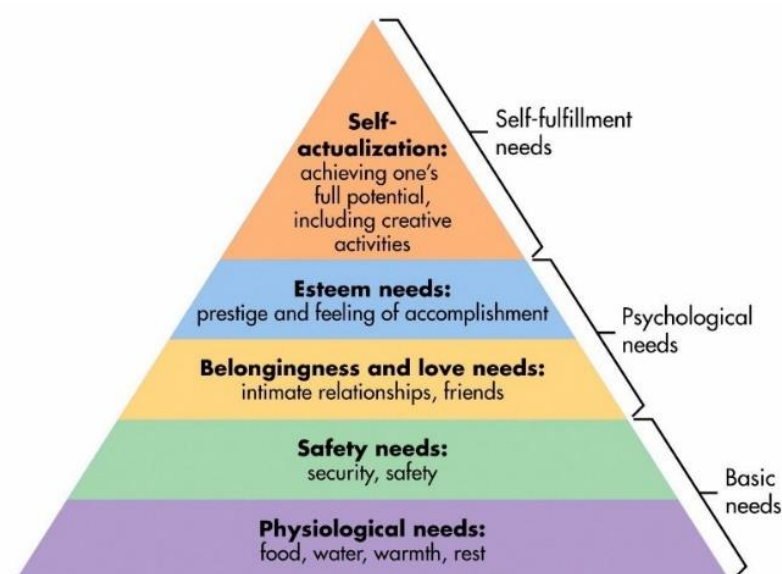 Self-
actualization:
achieving one's
full potential,
including creative
activities
Self-fulfillment
needs
Esteem needs:
prestige and feeling of accomplishment
Psychological
needs
Belongingness and love needs:
intimate relationships, friends
Safety needs:
security, safety
Basic
needs
Physiological needs:
food, water, warmth, rest